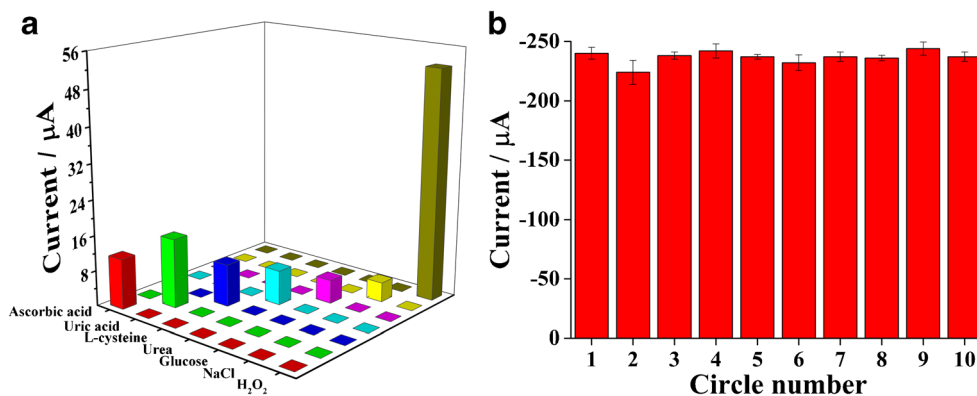 a
Current / μA
56
48
40
32
24
16
8
Ascorbic acid
Uric acid
L-cysteine
Urea
Glucose
NaCl
H₂O₂
b
Current / μA
-250
-200
-150
-100
-50
0
1 2 3 4 5 6 7 8 9 10
Circle number